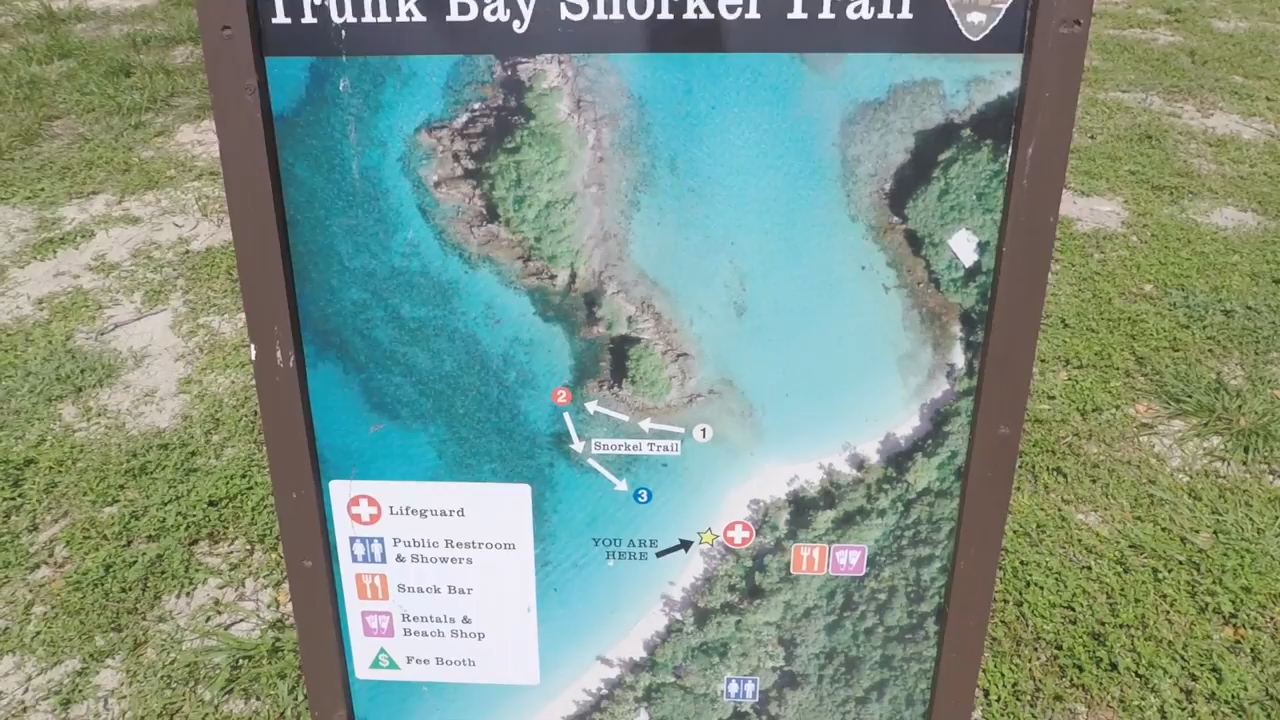 Trunk Bay Snorkel Trail
2
1
Snorkel Trail
3
YOU ARE
HERE
Lifeguard
Public Restroom
& Showers
Snack Bar
Rentals &
Beach Shop
$ Fee Booth